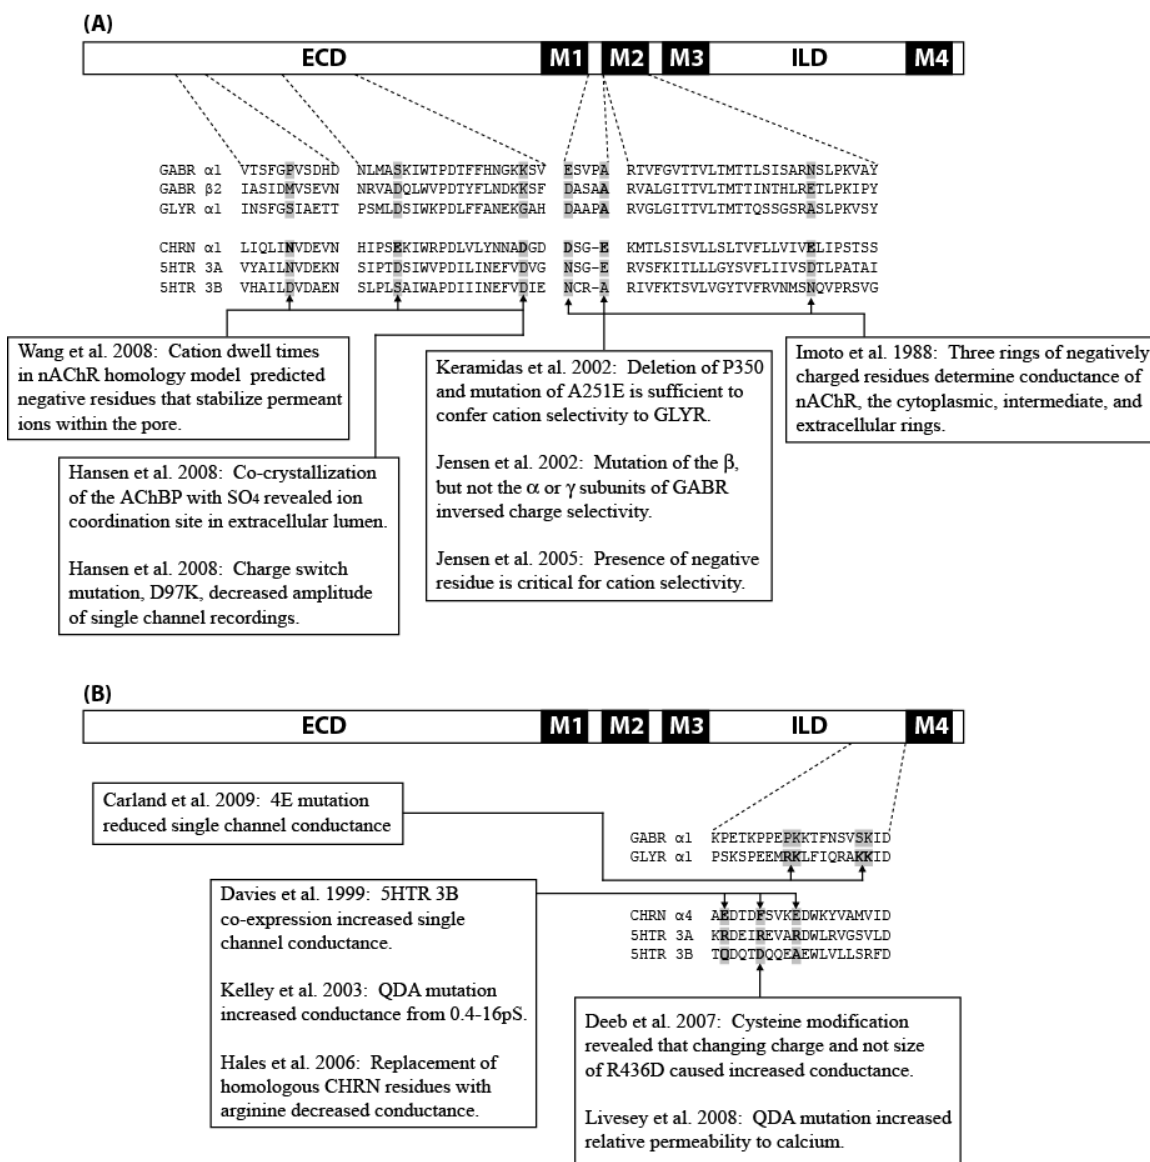 (A)
ECD M1 M2 M3 ILD M4
GABR α1 VTSFGPVSDHD NLMASKIWTPDTFFHNGKKSV ESVPA RTVFGVTTVLTMTTLSISARNSLPKVAY
GABR β2 IASIDMVSEVN NRVADQLWVPDTYFLNDKKSF DASAA RVALGITTVLTMTTINTHLRETLPKIPY
GLYR α1 INSFGSIAETT PSMLDSIWKPDLFFANEKGAH DAAPA RVGLGITTVLTMTTQSSGSRASLPKVSY
CHRN α1 LIQLINVDEVN HIPSEKIWRPDLVLYNNADGD DSG-E KMTLSISVLLSLTVFLLVIVELIPSTSS
5HTR 3A VYAILNVDEKN SIPTDSIWVPDILINEFVDVG NSG-E RVSFKITLLLGYSVFLIIVSDTLPATAI
5HTR 3B VHAILDVDAEN SLPLSAIWAPDIIINEFVDIE NCR-A RIVFKTSVLVGYTVFRVNMSNQVPRSVG
Wang et al. 2008: Cation dwell times
in nAChR homology model predicted
negative residues that stabilize permeant
ions within the pore.
Hansen et al. 2008: Co-crystallization
of the AChBP with SO4 revealed ion
coordination site in extracellular lumen.
Hansen et al. 2008: Charge switch
mutation, D97K, decreased amplitude
of single channel recordings.
Keramidas et al. 2002: Deletion of P350
and mutation of A251E is sufficient to
confer cation selectivity to GLYR.
Jensen et al. 2002: Mutation of the β,
but not the α or γ subunits of GABR
inversed charge selectivity.
Jensen et al. 2005: Presence of negative
residue is critical for cation selectivity.
Imoto et al. 1988: Three rings of negatively
charged residues determine conductance of
nAChR, the cytoplasmic, intermediate, and
extracellular rings.
(B)
ECD M1 M2 M3 ILD M4
Carland et al. 2009: 4E mutation
reduced single channel conductance
GABR α1 KPETKPPEPKKTFNSVSKID
GLYR α1 PSKSPEEMRKLFIQRAKKID
Davies et al. 1999: 5HTR 3B
co-expression increased single
channel conductance.
Kelley et al. 2003: QDA mutation
increased conductance from 0.4-16pS.
Hales et al. 2006: Replacement of
homologous CHRN residues with
arginine decreased conductance.
CHRN α4 AEDTDFSVKEDWKYVAMVID
5HTR 3A KRDEIREVARDWLRVGSVLD
5HTR 3B TQDQTDQQEAEWLVLLSRFD
Deeb et al. 2007: Cysteine modification
revealed that changing charge and not size
of R436D caused increased conductance.
Livesey et al. 2008: QDA mutation increased
relative permeability to calcium.